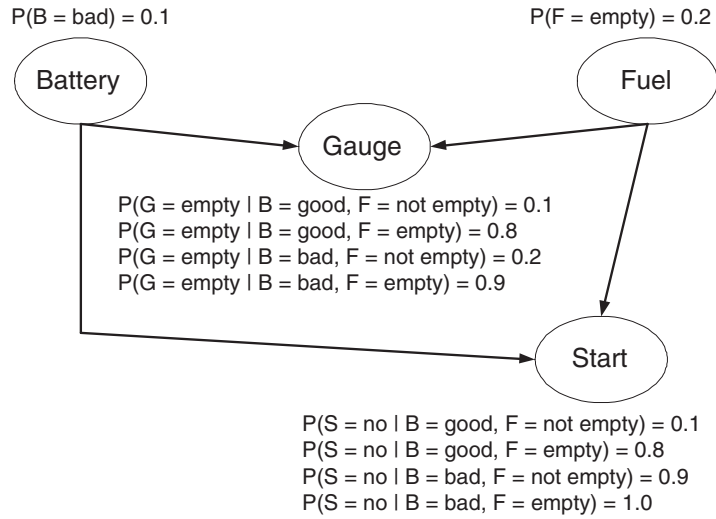 P(B = bad) = 0.1
P(F = empty) = 0.2
Battery
Fuel
Gauge
P(G = empty | B = good, F = not empty) = 0.1
P(G = empty | B = good, F = empty) = 0.8
P(G = empty | B = bad, F = not empty) = 0.2
P(G = empty | B = bad, F = empty) = 0.9
Start
P(S = no | B = good, F = not empty) = 0.1
P(S = no | B = good, F = empty) = 0.8
P(S = no | B = bad, F = not empty) = 0.9
P(S = no | B = bad, F = empty) = 1.0